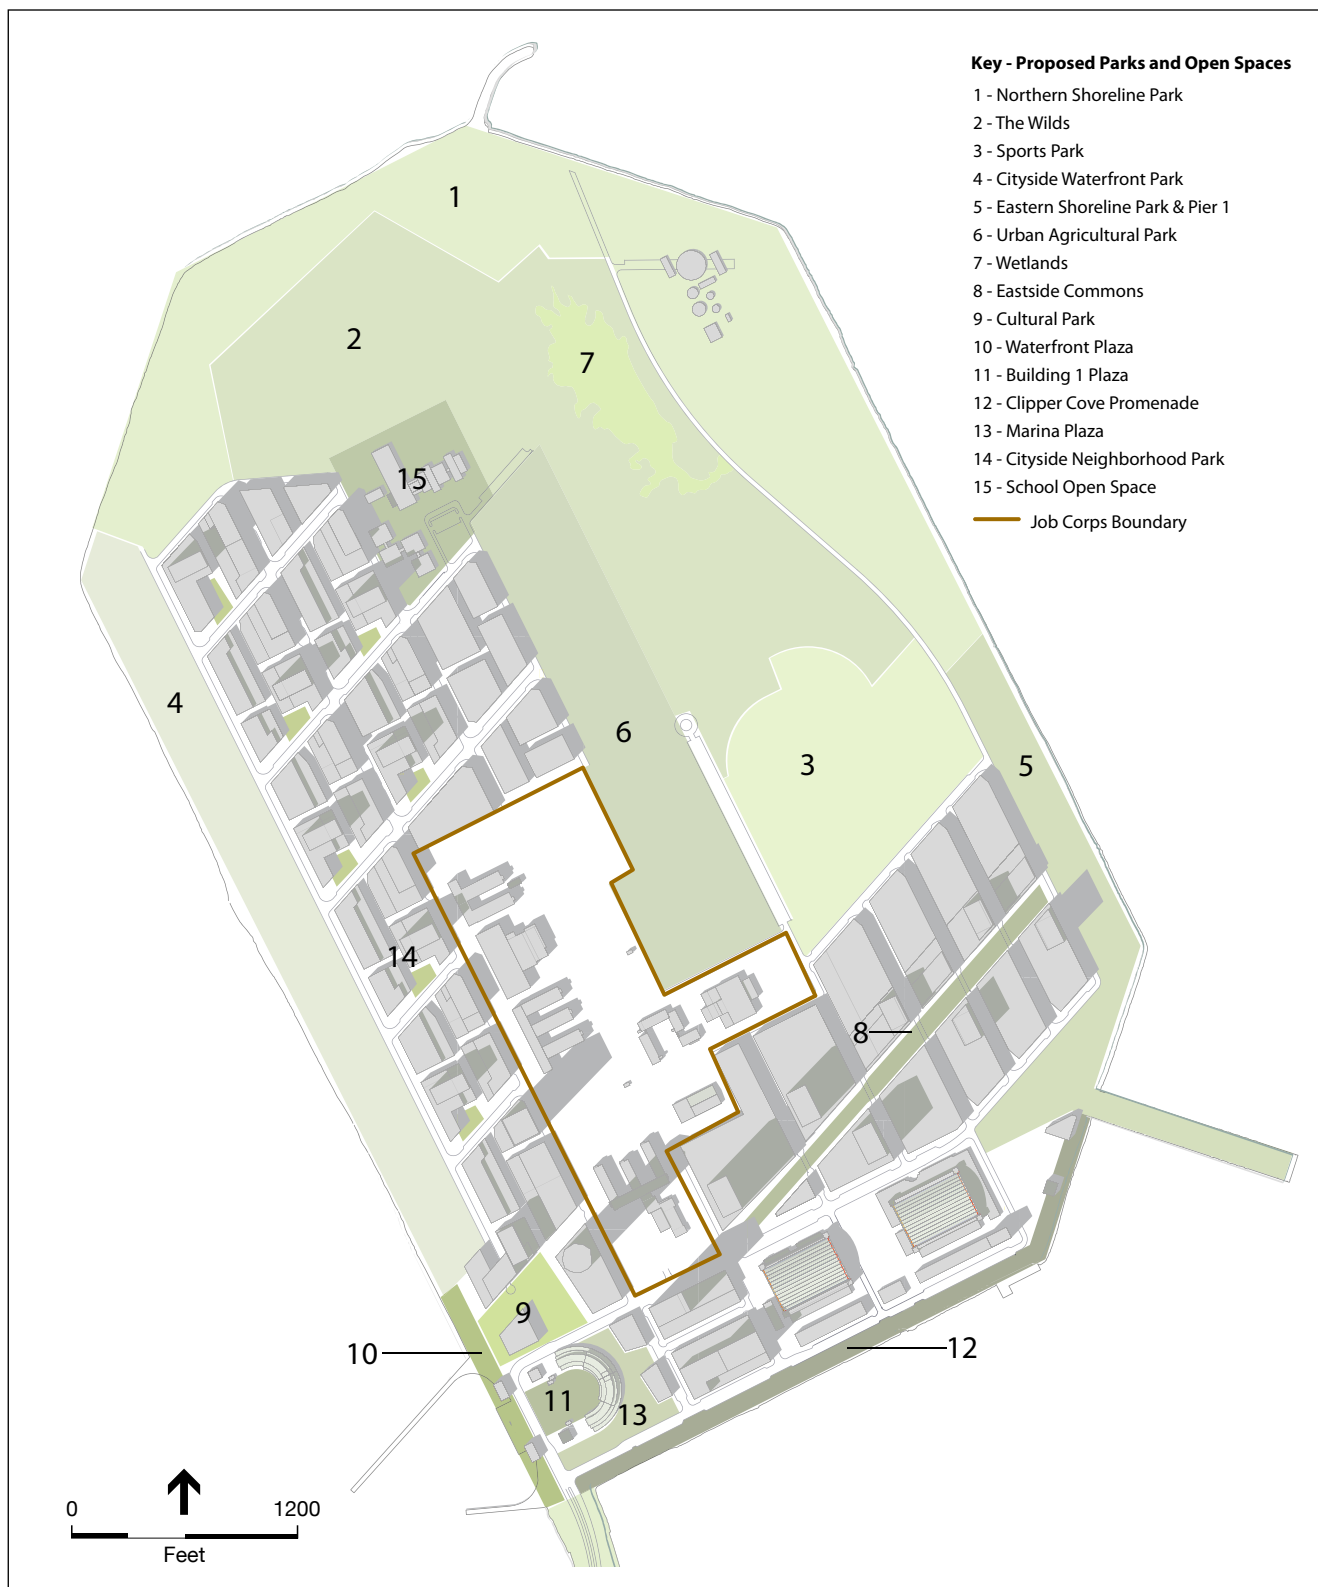 Key - Proposed Parks and Open Spaces
1 - Northern Shoreline Park
2 - The Wilds
3 - Sports Park
4 - Cityside Waterfront Park
5 - Eastern Shoreline Park & Pier 1
6 - Urban Agricultural Park
7 - Wetlands
8 - Eastside Commons
9 - Cultural Park
10 - Waterfront Plaza
11 - Building 1 Plaza
12 - Clipper Cove Promenade
13 - Marina Plaza
14 - Cityside Neighborhood Park
15 - School Open Space
Job Corps Boundary
1
2
7
15
4
6
3
5
14
8
9
10
12
11
13
0 1200
Feet